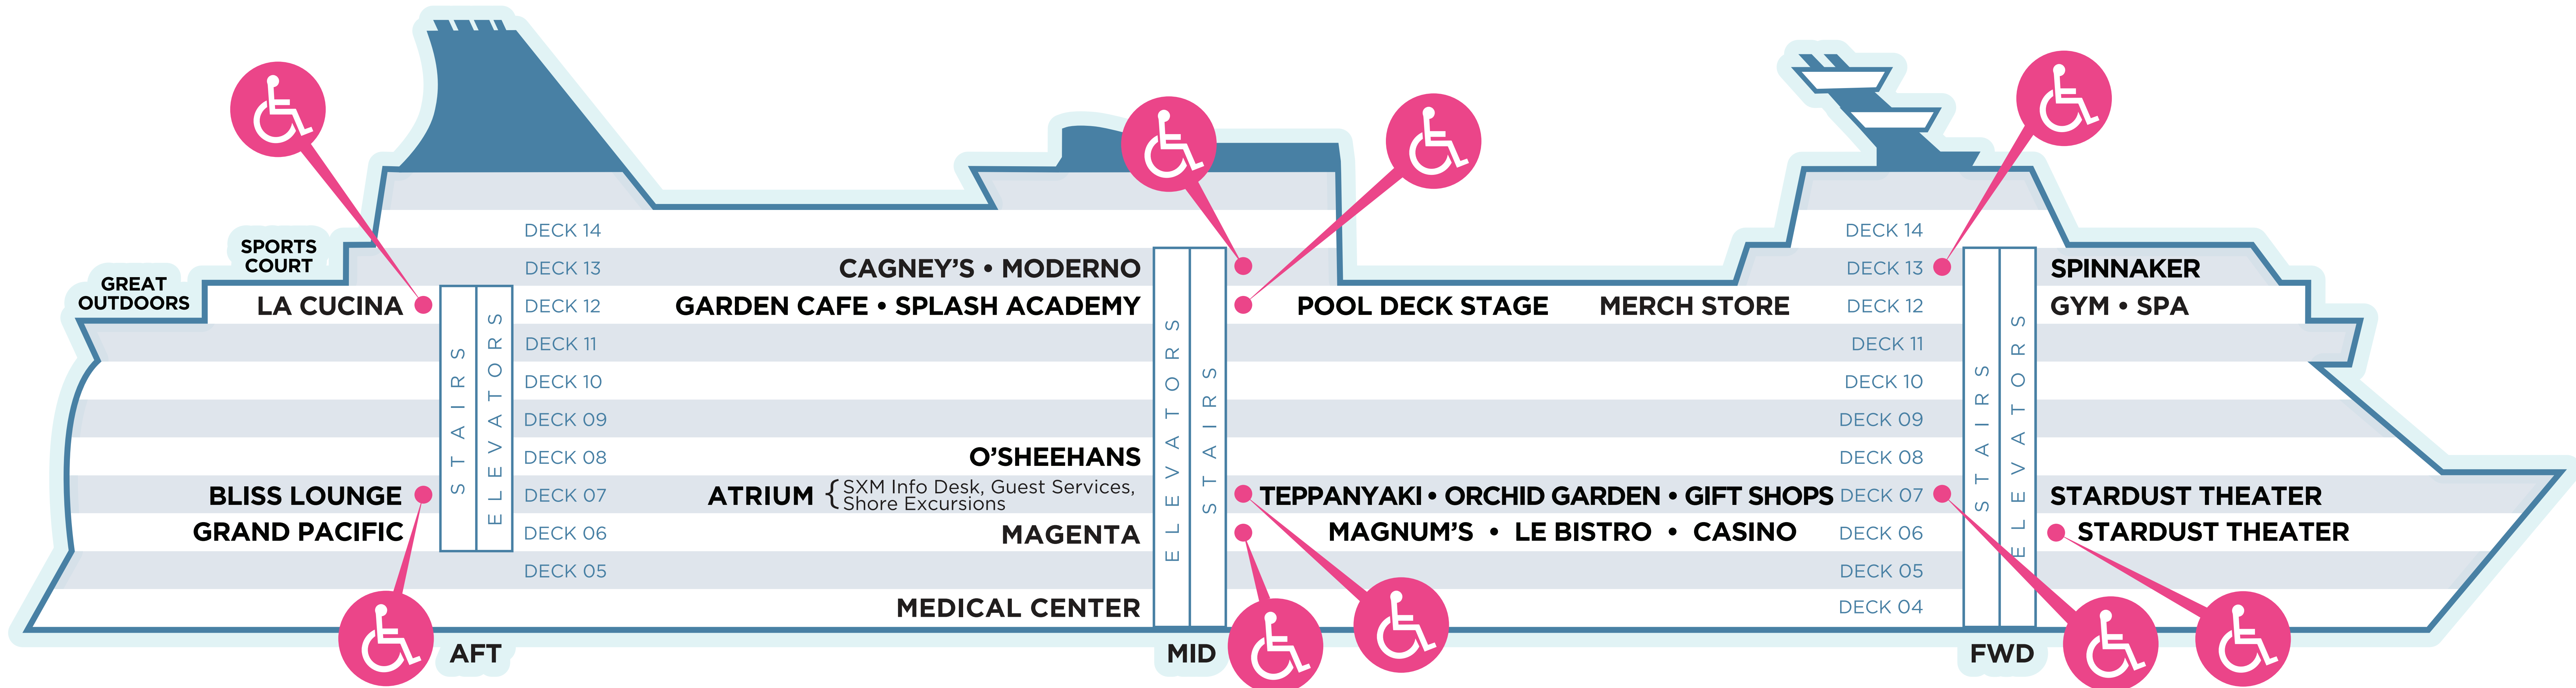 DECK 14
DECK 14
SPORTS
COURT
CAGNEY'S • MODERNO
DECK 13
DECK 13
SPINNAKER
GREAT
OUTDOORS
LA CUCINA
DECK 12
GARDEN CAFE • SPLASH ACADEMY
POOL DECK STAGE
MERCH STORE
DECK 12
GYM • SPA
DECK 11
DECK 11
DECK 10
DECK 10
DECK 09
DECK 09
STAIRS
ELEVATORS
ELEVATORS
STAIRS
STAIRS
ELEVATORS
DECK 08
O'SHEEHANS
DECK 08
BLISS LOUNGE
DECK 07
ATRIUM { SXM Info Desk, Guest Services,
Shore Excursions
TEPPANYAKI • ORCHID GARDEN • GIFT SHOPS
DECK 07
STARDUST THEATER
GRAND PACIFIC
DECK 06
MAGENTA
MAGNUM'S • LE BISTRO • CASINO
DECK 06
STARDUST THEATER
DECK 05
DECK 05
MEDICAL CENTER
DECK 04
AFT
MID
FWD